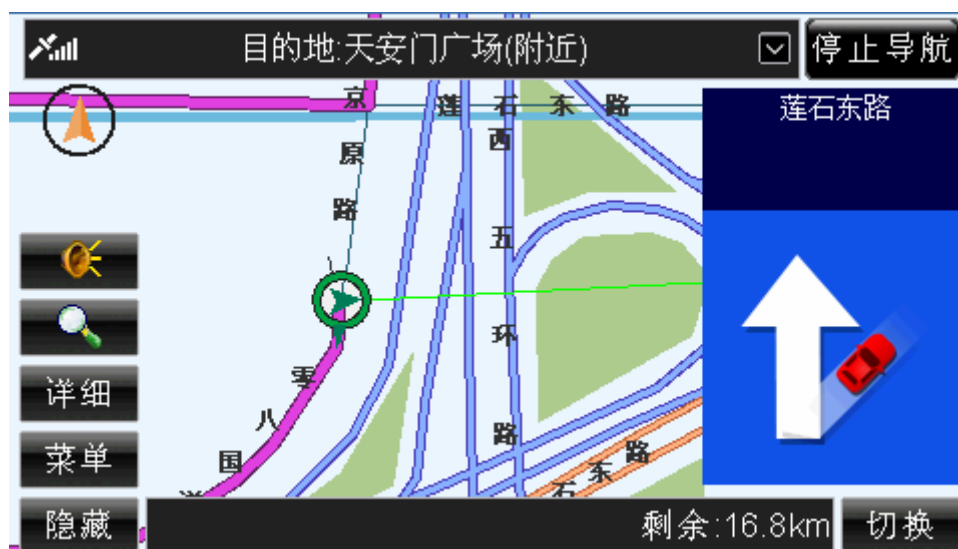 目的地:天安门广场(附近)
停止导航
莲石东路
京原路
莲石东路
西五环路
详细
菜单
隐藏
零八国
石东路
剩余:16.8km
切换